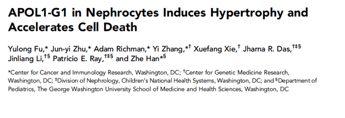 APOL1-G1 in Nephrocytes Induces Hypertrophy and
Accelerates Cell Death
Yulong Fu,* Jun-yi Zhu,* Adam Richman,* Yi Zhang,*† Xuefang Xie,† Jharna R. Das,†‡§
Jinliang Li,†§ Patricio E. Ray,†‡§ and Zhe Han*§
*Center for Cancer and Immunology Research, Washington, DC; †Center for Genetic Medicine Research,
Washington, DC; ‡Division of Nephrology, Children's National Health Systems, Washington, DC; and §Department of
Pediatrics, The George Washington University School of Medicine and Health Sciences, Washington, DC